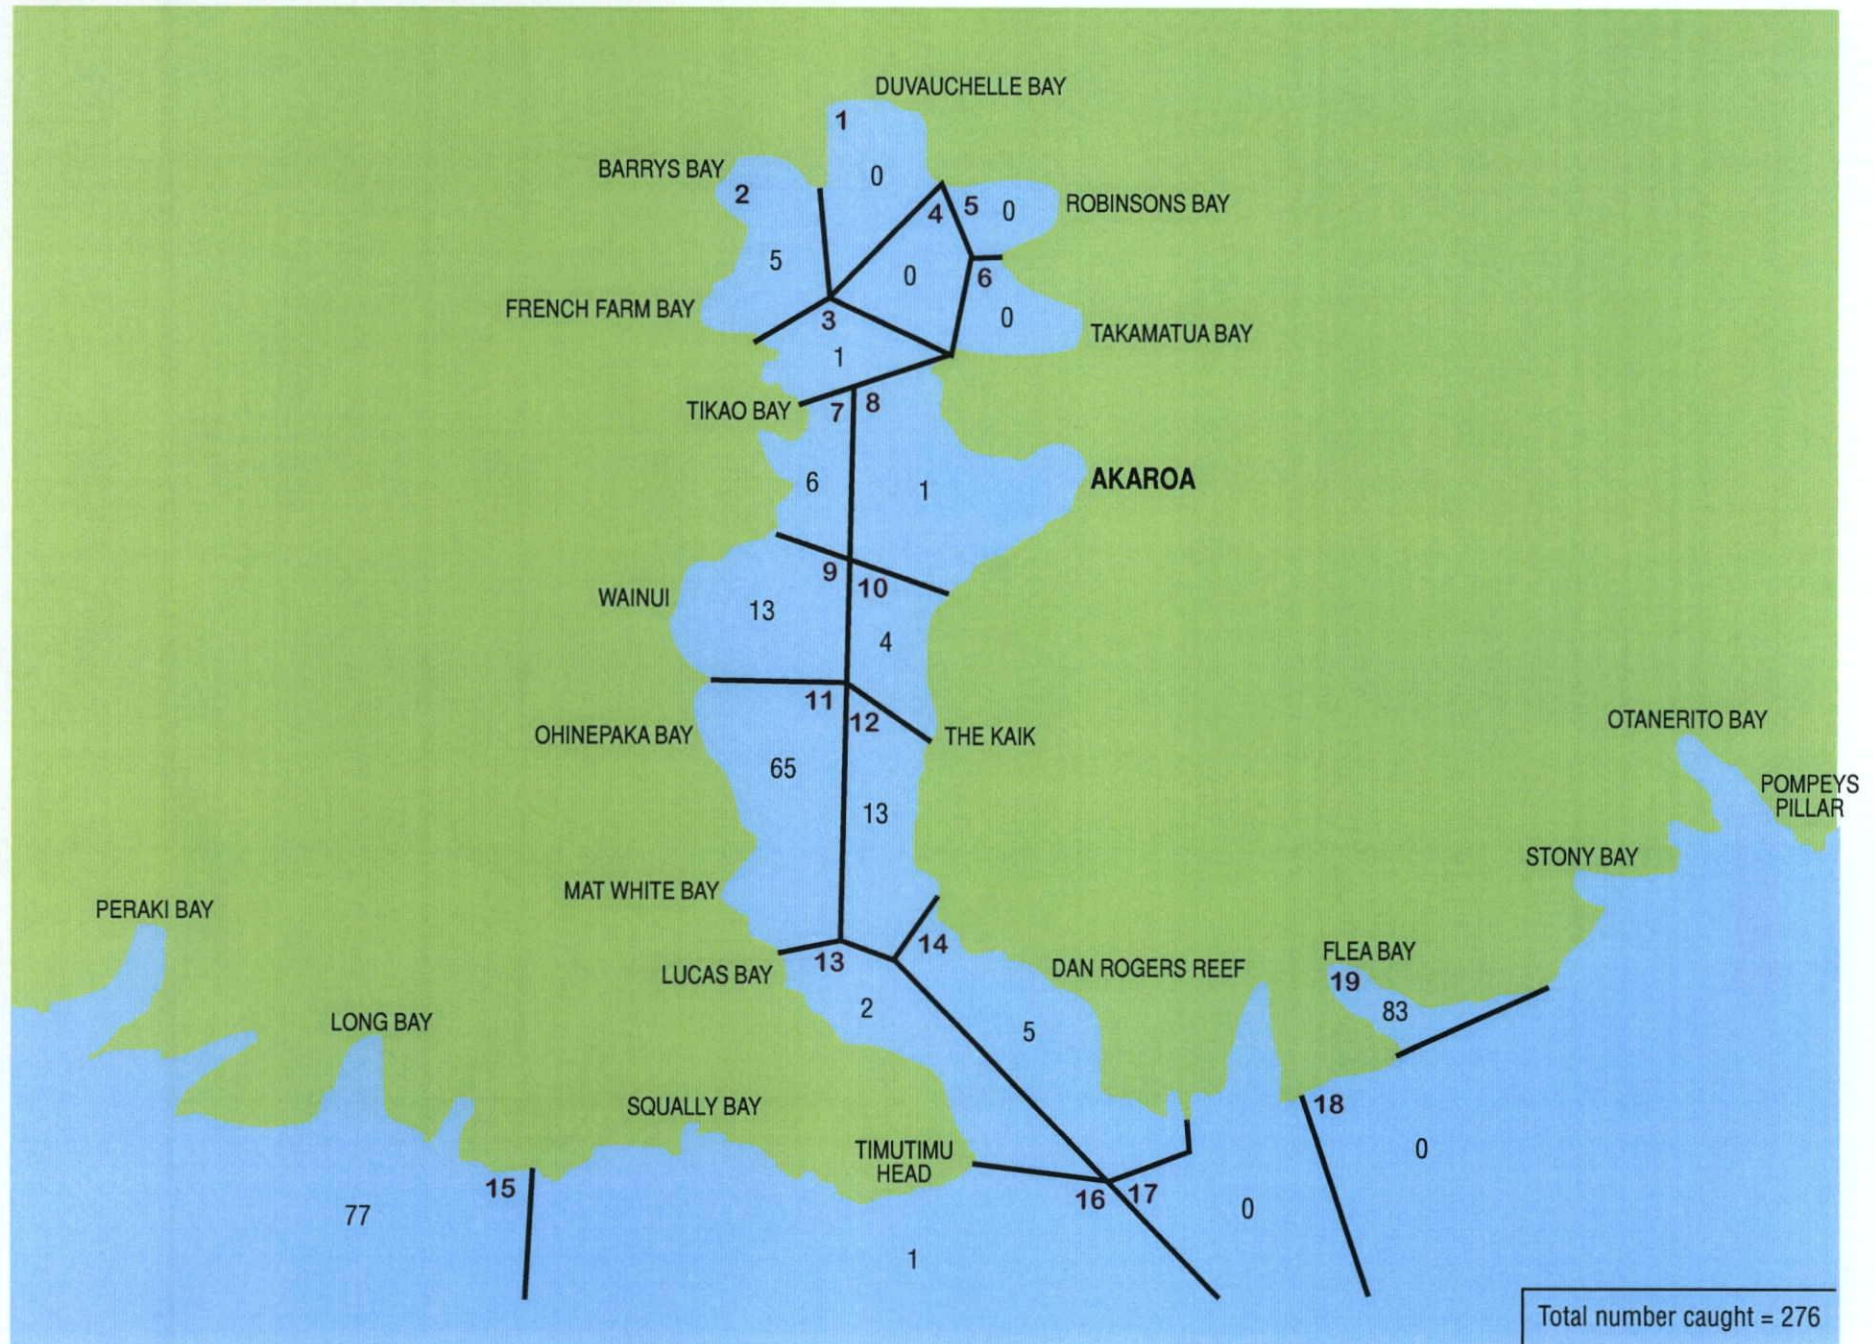 DUVAUCHELLE BAY
1
0
BARRYS BAY
2
5
4
5
0
ROBINSONS BAY
0
6
0
TAKAMATUA BAY
FRENCH FARM BAY
3
1
TIKAO BAY
7
8
6
1
AKAROA
9
10
WAINUI
13
4
11
12
OHINEPAKA BAY
65
THE KAIK
13
OTANERITO BAY
POMPEYS
PILLAR
STONY BAY
MAT WHITE BAY
PERAKI BAY
13
14
LUCAS BAY
2
5
DAN ROGERS REEF
FLEA BAY
19
83
LONG BAY
SQUALLY BAY
TIMUTIMU
HEAD
15
77
16
17
1
0
18
0
Total number caught = 276